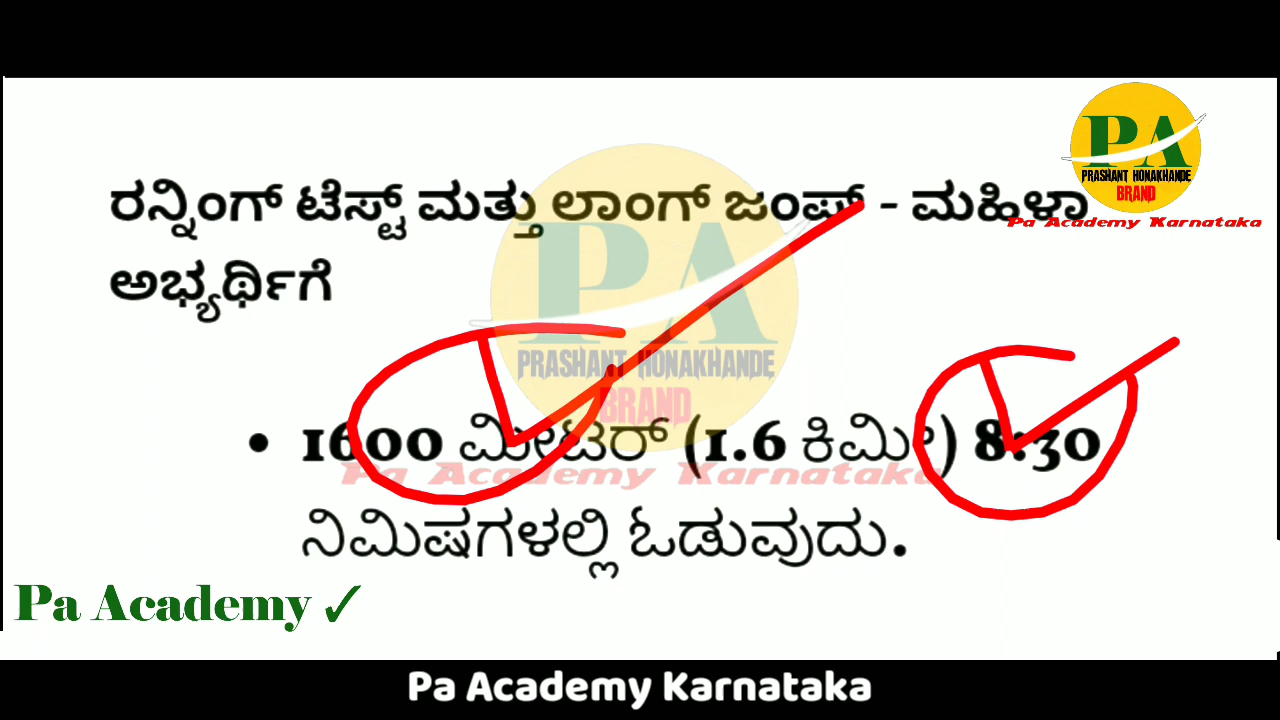 PA
PRASHANT HONAKHANDE
BRAND
Pa Academy Karnataka
ರನ್ನಿಂಗ್ ಟೆಸ್ಟ್ ಮತ್ತು ಲಾಂಗ್ ಜಂಪ್ - ಮಹಿಳಾ
ಅಭ್ಯರ್ಥಿಗೆ
PA
PRASHANT HONAKHANDE
BRAND
• 1600 ಮೀಟರ್ (1.6 ಕಿಮೀ) 8:30
Pa Academy Karnataka
ನಿಮಿಷಗಳಲ್ಲಿ ಓಡುವುದು.
Pa Academy ✓
Pa Academy Karnataka